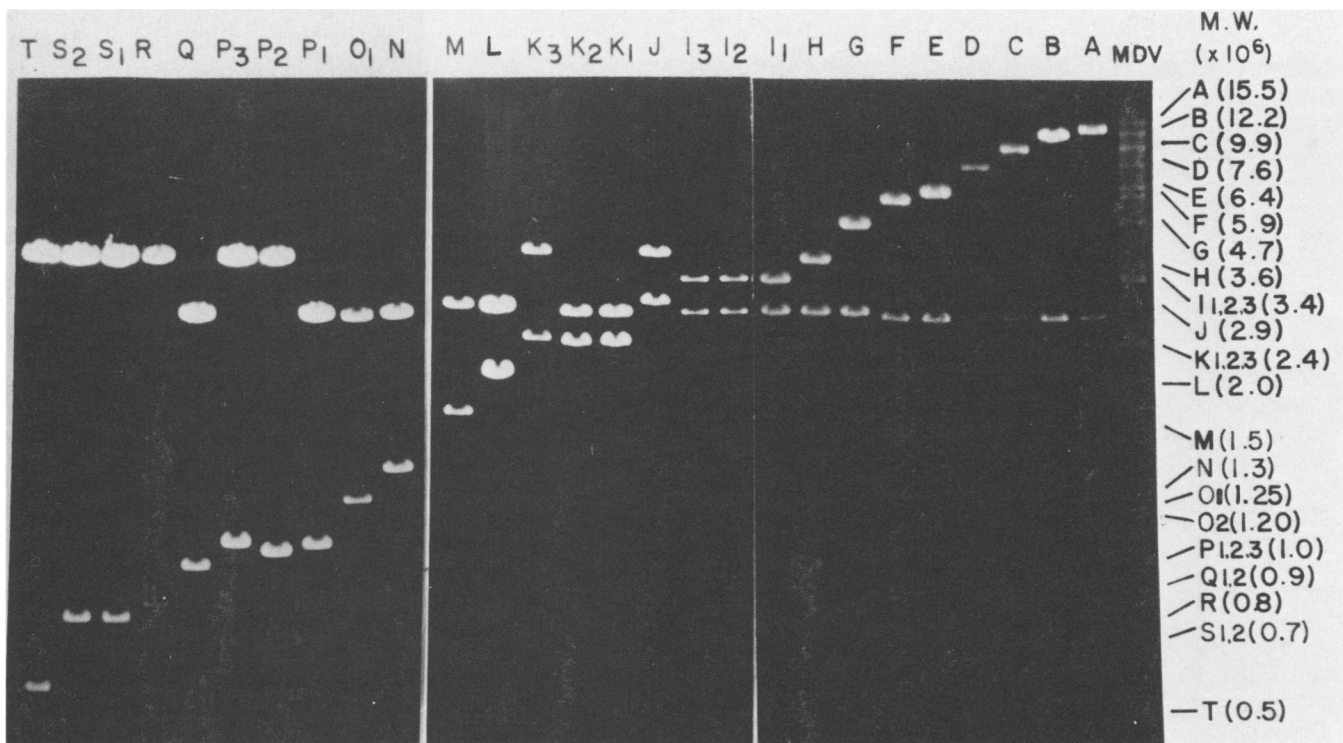 T S2 S1 R Q P3 P2 P1 O1 N M L K3 K2 K1 J I3 I2 I1 H G F E D C B A MDV
M.W.
(x 10⁶)
A (15.5)
B (12.2)
C (9.9)
D (7.6)
E (6.4)
F (5.9)
G (4.7)
H (3.6)
I1,2,3 (3.4)
J (2.9)
K1,2,3 (2.4)
L (2.0)
M (1.5)
N (1.3)
O1(1.25)
O2(1.20)
P1,2,3(1.0)
Q1,2(0.9)
R(0.8)
S1,2(0.7)
T (0.5)